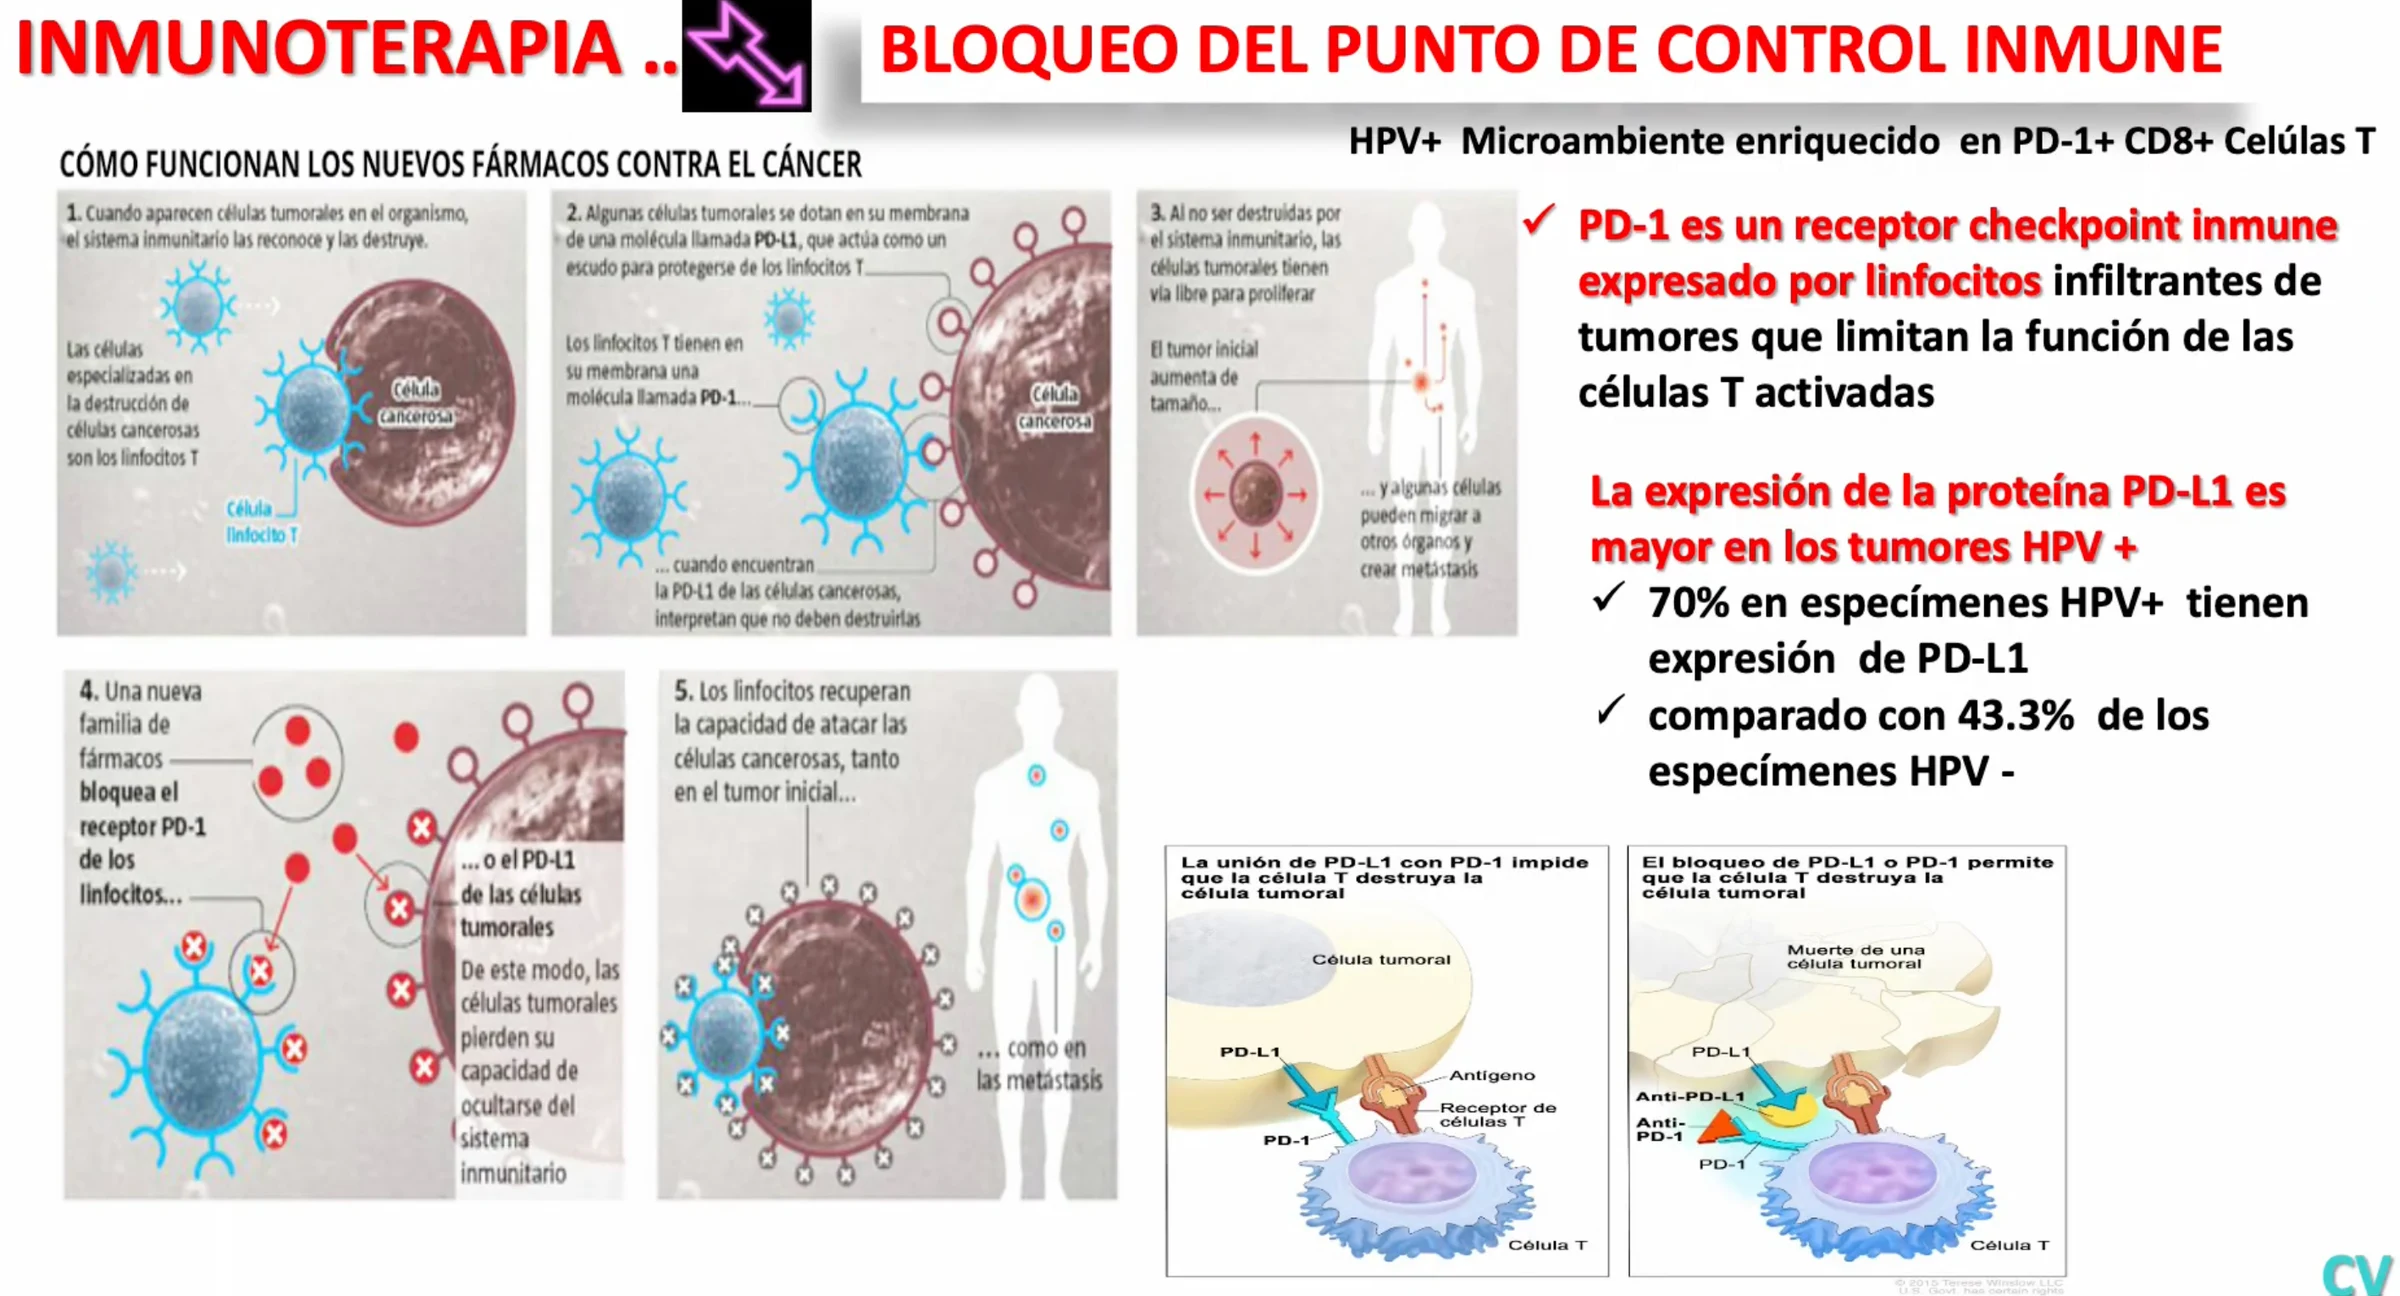 INMUNOTERAPIA ..
BLOQUEO DEL PUNTO DE CONTROL INMUNE
HPV+ Microambiente enriquecido en PD-1+ CD8+ Celúlas T
CÓMO FUNCIONAN LOS NUEVOS FÁRMACOS CONTRA EL CÁNCER
1. Cuando aparecen células tumorales en el organismo,
el sistema inmunitario las reconoce y las destruye.
Las células
especializadas en
la destrucción de
células cancerosas
son los linfocitos T
Célula
cancerosa
Célula
linfocito T
2. Algunas células tumorales se dotan en su membrana
de una molécula llamada PD-L1, que actúa como un
escudo para protegerse de los linfocitos T
Los linfocitos T tienen en
su membrana una
molécula llamada PD-1...
Célula
cancerosa
... cuando encuentran
la PD-L1 de las células cancerosas,
interpretan que no deben destruirlas
3. Al no ser destruidas por
el sistema inmunitario, las
células tumorales tienen
vía libre para proliferar
El tumor inicial
aumenta de
tamaño...
... y algunas células
pueden migrar a
otros órganos y
crear metástasis
✓ PD-1 es un receptor checkpoint inmune
expresado por linfocitos infiltrantes de
tumores que limitan la función de las
células T activadas
La expresión de la proteína PD-L1 es
mayor en los tumores HPV +
✓ 70% en especímenes HPV+ tienen
expresión de PD-L1
✓ comparado con 43.3% de los
especímenes HPV -
4. Una nueva
familia de
fármacos
bloquea el
receptor PD-1
de los
linfocitos...
... o el PD-L1
de las células
tumorales
De este modo, las
células tumorales
pierden su
capacidad de
ocultarse del
sistema
inmunitario
5. Los linfocitos recuperan
la capacidad de atacar las
células cancerosas, tanto
en el tumor inicial...
... como en
las metástasis
La unión de PD-L1 con PD-1 impide
que la célula T destruya la
célula tumoral
Célula tumoral
PD-L1
Antígeno
Receptor de
células T
PD-1
Célula T
El bloqueo de PD-L1 o PD-1 permite
que la célula T destruya la
célula tumoral
Muerte de una
célula tumoral
PD-L1
Anti-PD-L1
Anti-
PD-1
PD-1
Célula T
© 2015 Terese Winslow LLC
U.S. Govt. has certain rights
CV